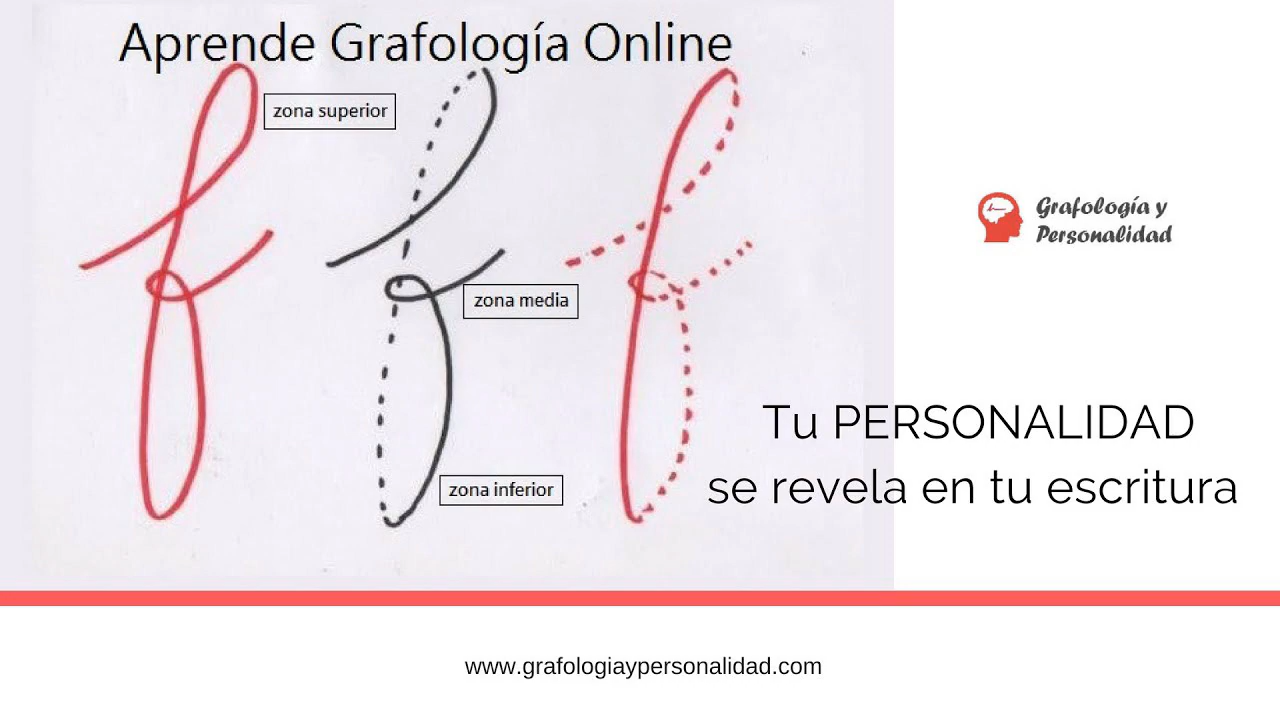 Aprende Grafología Online
zona superior
zona media
zona inferior
Grafología y
Personalidad
Tu PERSONALIDAD
se revela en tu escritura
www.grafologiaypersonalidad.com